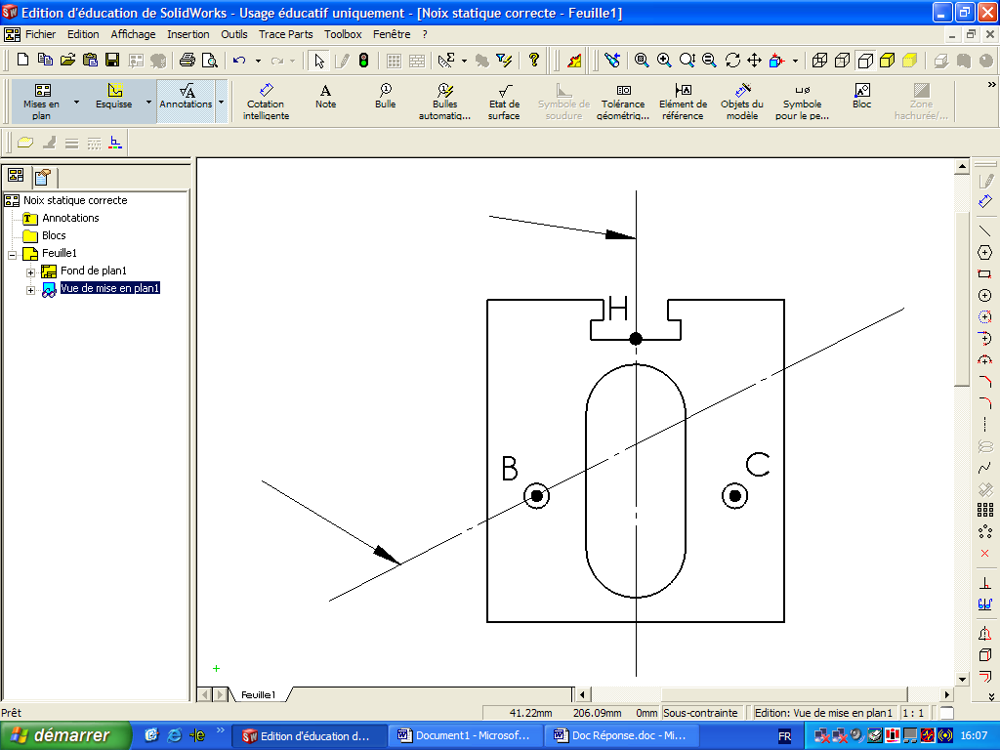 Edition d'éducation de SolidWorks - Usage éducatif uniquement - [Noix statique correcte - Feuille1]
Fichier Edition Affichage Insertion Outils Trace Parts Toolbox Fenêtre ?
Mises en plan
Esquisse
Annotations
Cotation intelligente
Note
Bulle
Bulles automatiq...
Etat de surface
Symbole de soudure
Tolérance géométriq...
Elément de référence
Objets du modèle
Symbole pour le pe...
Bloc
Zone hachurée/...
Noix statique correcte
Annotations
Blocs
Feuille1
Fond de plan1
Vue de mise en plan1
H
B
C
Feuille1
Prêt
41.22mm 206.09mm 0mm Sous-contrainte Edition: Vue de mise en plan1 1 : 1
démarrer
Edition d'éducation d...
Document1 - Microsof...
Doc Réponse.doc - Mi...
FR
16:07